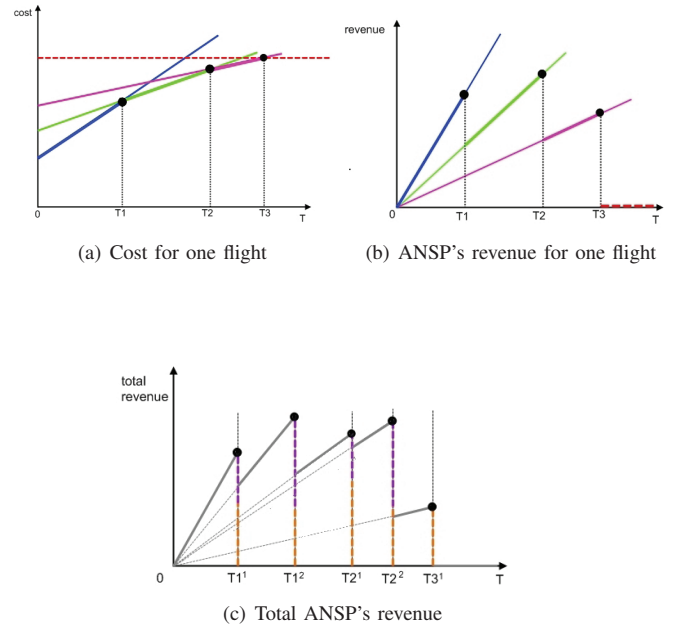 cost
0
T1
T2
T3
T
(a) Cost for one flight
revenue
0
T1
T2
T3
T
(b) ANSP's revenue for one flight
total
revenue
0
T1¹
T1²
T2¹
T2²
T3¹
T
(c) Total ANSP's revenue